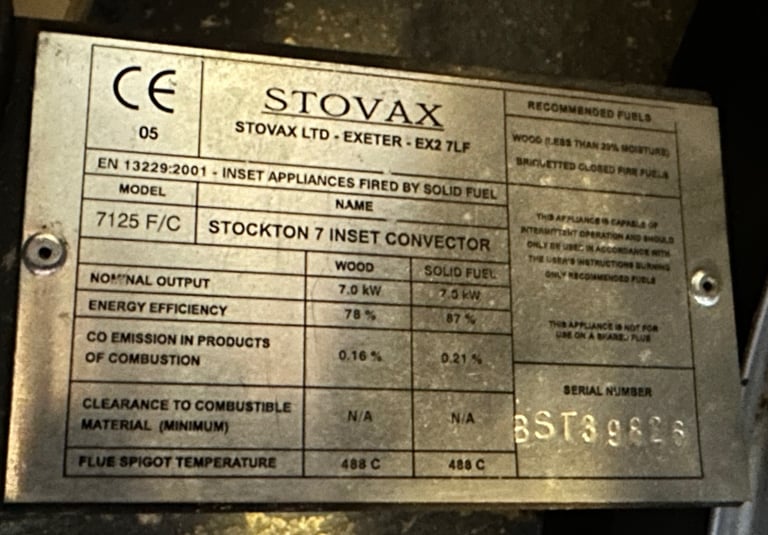 CE
05
STOVAX
STOVAX LTD - EXETER - EX2 7LF
EN 13229:2001 - INSET APPLIANCES FIRED BY SOLID FUEL
MODEL
NAME
7125 F/C
STOCKTON 7 INSET CONVECTOR
WOOD
SOLID FUEL
NOMINAL OUTPUT
7.0 kW
7.5 kW
ENERGY EFFICIENCY
78 %
67 %
CO EMISSION IN PRODUCTS
OF COMBUSTION
0.16 %
0.21 %
CLEARANCE TO COMBUSTIBLE
MATERIAL (MINIMUM)
N/A
N/A
FLUE SPIGOT TEMPERATURE
488 C
488 C
RECOMMENDED FUELS
WOOD (LESS THAN 20% MOISTURE)
BRIQUETTED CLOSED FIRE FUELS
THIS APPLIANCE IS CAPABLE OF
INTERMITTENT OPERATION AND SHOULD
ONLY BE USED IN ACCORDANCE WITH
THE USER'S INSTRUCTIONS BURNING
ONLY RECOMMENDED FUELS
THIS APPLIANCE IS NOT FOR
USE ON A SHARED FLUE
SERIAL NUMBER
BST39826